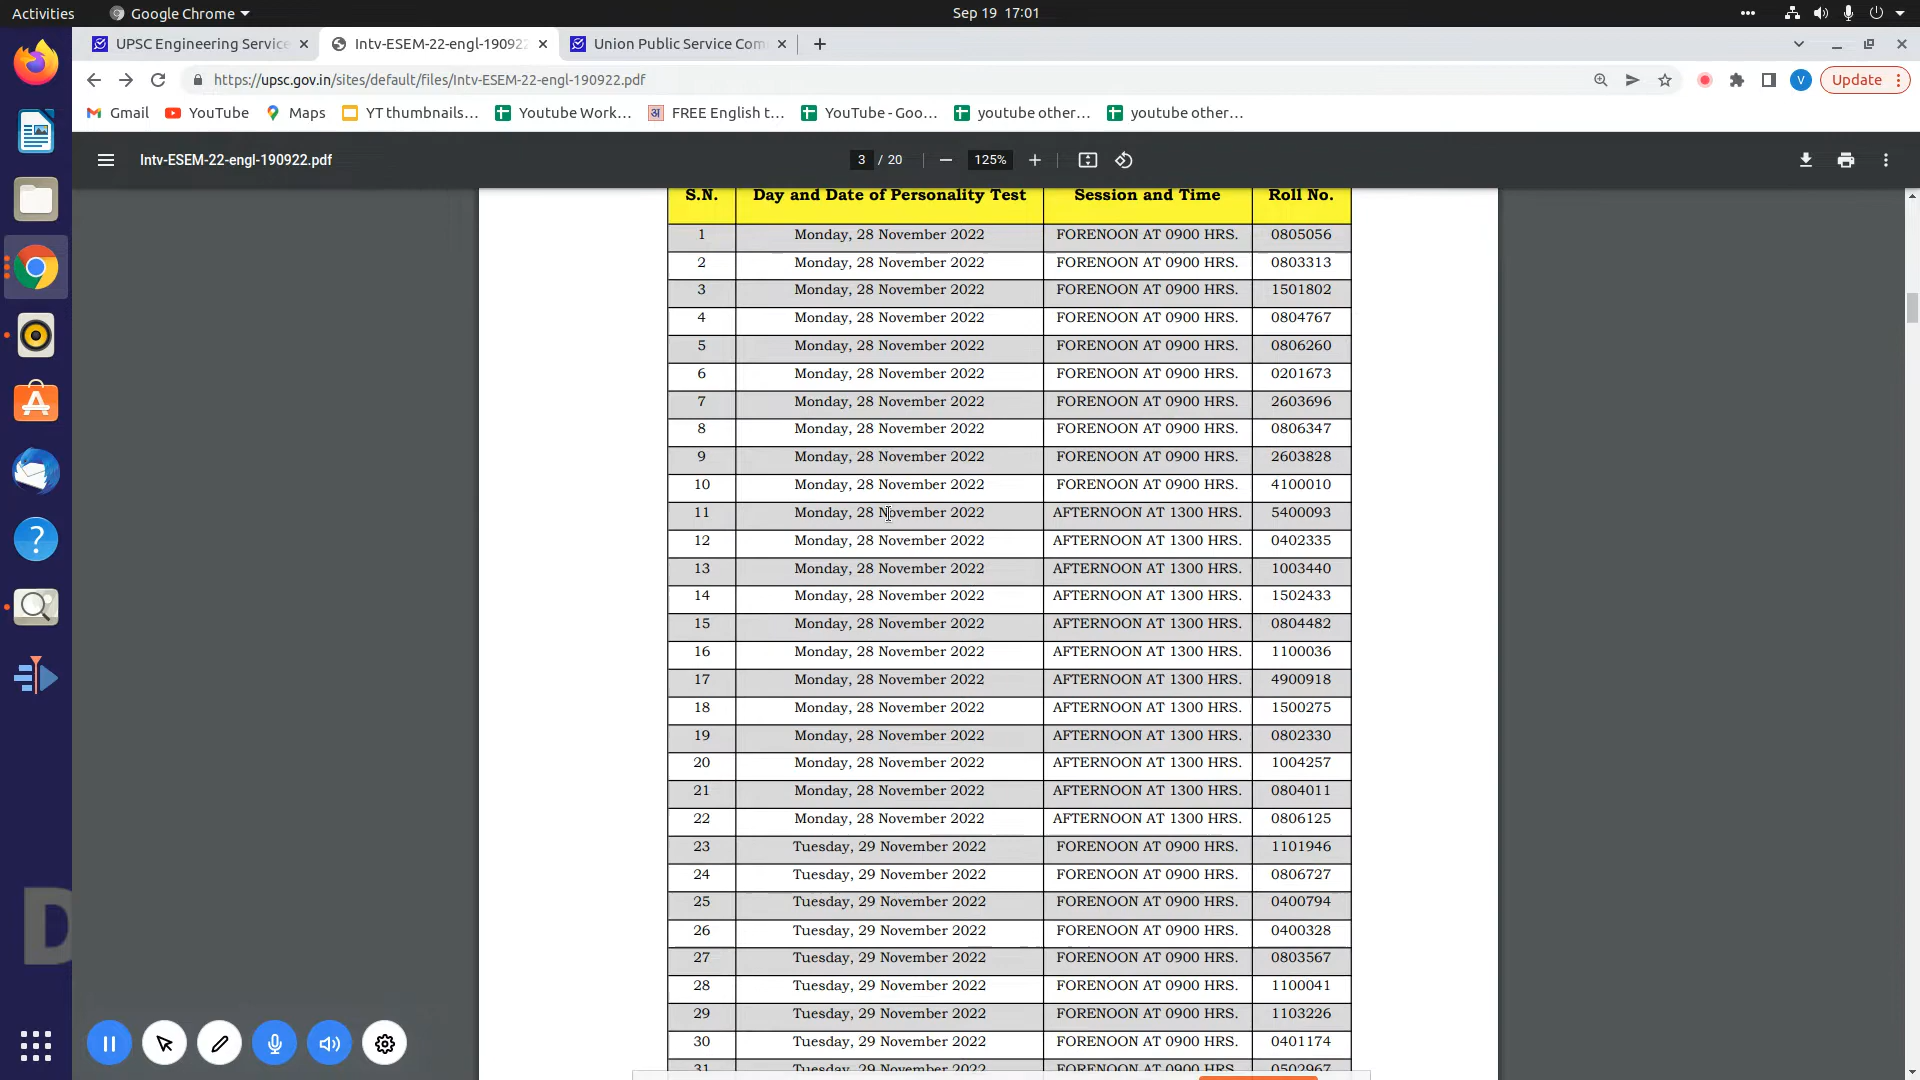 Activities Google Chrome Sep 19 17:01
UPSC Engineering Service Intv-ESEM-22-engl-190922 Union Public Service Com
https://upsc.gov.in/sites/default/files/Intv-ESEM-22-engl-190922.pdf Update
Gmail YouTube Maps YT thumbnails... Youtube Work... FREE English t... YouTube - Goo... youtube other... youtube other...
Intv-ESEM-22-engl-190922.pdf 3 / 20 125%
S.N. Day and Date of Personality Test Session and Time Roll No.
1 Monday, 28 November 2022 FORENOON AT 0900 HRS. 0805056
2 Monday, 28 November 2022 FORENOON AT 0900 HRS. 0803313
3 Monday, 28 November 2022 FORENOON AT 0900 HRS. 1501802
4 Monday, 28 November 2022 FORENOON AT 0900 HRS. 0804767
5 Monday, 28 November 2022 FORENOON AT 0900 HRS. 0806260
6 Monday, 28 November 2022 FORENOON AT 0900 HRS. 0201673
7 Monday, 28 November 2022 FORENOON AT 0900 HRS. 2603696
8 Monday, 28 November 2022 FORENOON AT 0900 HRS. 0806347
9 Monday, 28 November 2022 FORENOON AT 0900 HRS. 2603828
10 Monday, 28 November 2022 FORENOON AT 0900 HRS. 4100010
11 Monday, 28 November 2022 AFTERNOON AT 1300 HRS. 5400093
12 Monday, 28 November 2022 AFTERNOON AT 1300 HRS. 0402335
13 Monday, 28 November 2022 AFTERNOON AT 1300 HRS. 1003440
14 Monday, 28 November 2022 AFTERNOON AT 1300 HRS. 1502433
15 Monday, 28 November 2022 AFTERNOON AT 1300 HRS. 0804482
16 Monday, 28 November 2022 AFTERNOON AT 1300 HRS. 1100036
17 Monday, 28 November 2022 AFTERNOON AT 1300 HRS. 4900918
18 Monday, 28 November 2022 AFTERNOON AT 1300 HRS. 1500275
19 Monday, 28 November 2022 AFTERNOON AT 1300 HRS. 0802330
20 Monday, 28 November 2022 AFTERNOON AT 1300 HRS. 1004257
21 Monday, 28 November 2022 AFTERNOON AT 1300 HRS. 0804011
22 Monday, 28 November 2022 AFTERNOON AT 1300 HRS. 0806125
23 Tuesday, 29 November 2022 FORENOON AT 0900 HRS. 1101946
24 Tuesday, 29 November 2022 FORENOON AT 0900 HRS. 0806727
25 Tuesday, 29 November 2022 FORENOON AT 0900 HRS. 0400794
26 Tuesday, 29 November 2022 FORENOON AT 0900 HRS. 0400328
27 Tuesday, 29 November 2022 FORENOON AT 0900 HRS. 0803567
28 Tuesday, 29 November 2022 FORENOON AT 0900 HRS. 1100041
29 Tuesday, 29 November 2022 FORENOON AT 0900 HRS. 1103226
30 Tuesday, 29 November 2022 FORENOON AT 0900 HRS. 0401174
31 Tuesday, 29 November 2022 FORENOON AT 0900 HRS. 0502967